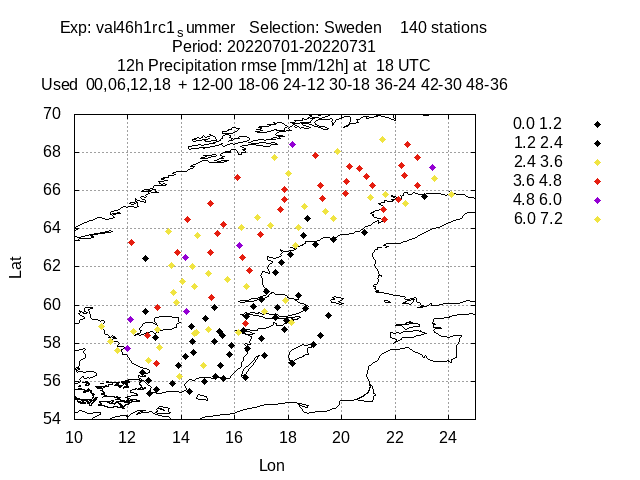 Exp: val46h1rc1summer Selection: Sweden 140 stations
Period: 20220701-20220731
12h Precipitation rmse [mm/12h] at 18 UTC
Used 00,06,12,18 + 12-00 18-06 24-12 30-18 36-24 42-30 48-36
70
68
66
64
62
60
58
56
54
Lat
10 12 14 16 18 20 22 24
Lon
0.0 1.2
1.2 2.4
2.4 3.6
3.6 4.8
4.8 6.0
6.0 7.2